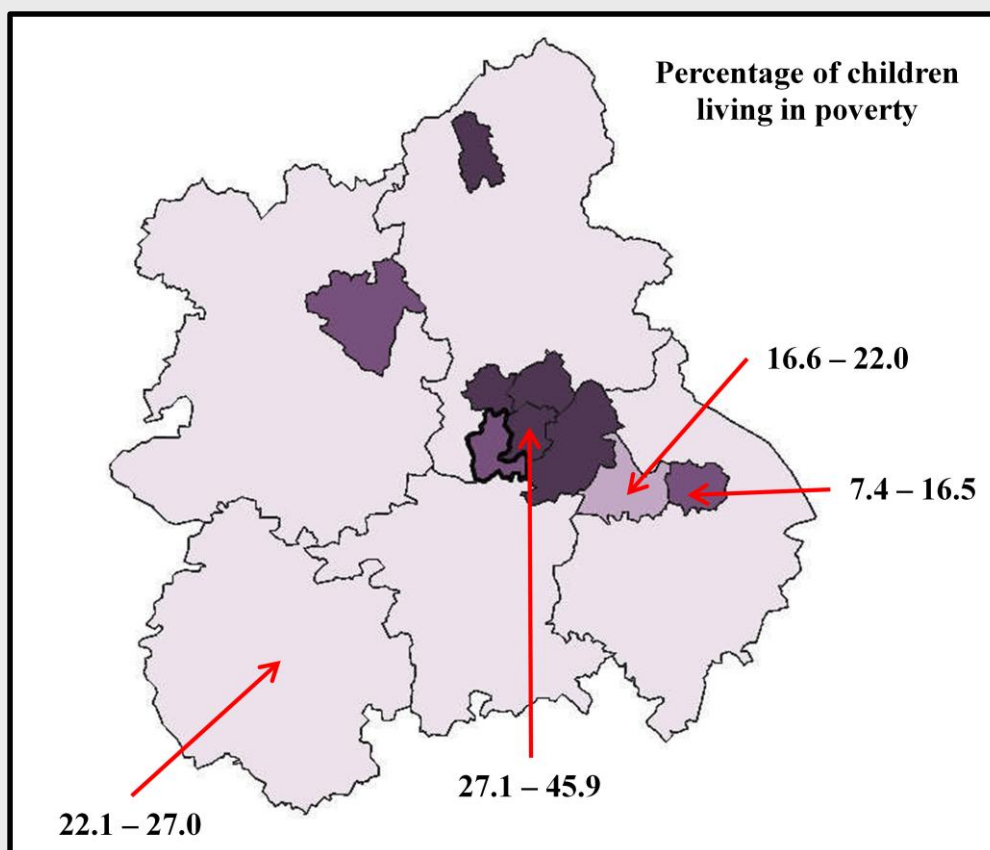 Percentage of children
living in poverty
16.6 – 22.0
7.4 – 16.5
27.1 – 45.9
22.1 – 27.0